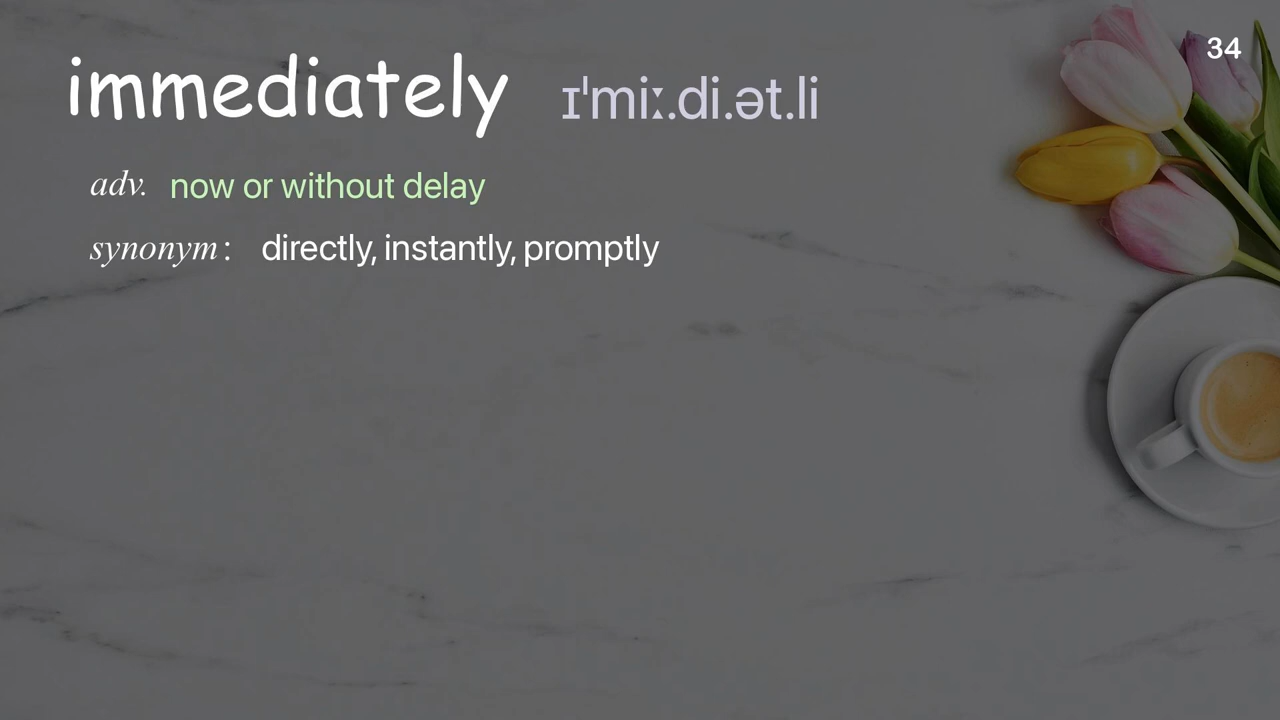 34
immediately ɪˈmiː.di.ət.li
adv. now or without delay
synonym: directly, instantly, promptly